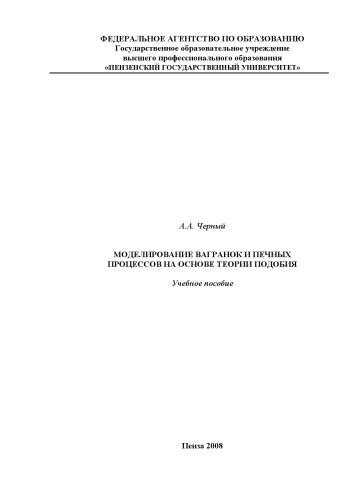 ФЕДЕРАЛЬНОЕ АГЕНТСТВО ПО ОБРАЗОВАНИЮ
Государственное образовательное учреждение
высшего профессионального образования
«ПЕНЗЕНСКИЙ ГОСУДАРСТВЕННЫЙ УНИВЕРСИТЕТ»
А.А. Черный
МОДЕЛИРОВАНИЕ ВАГРАНОК И ПЕЧНЫХ
ПРОЦЕССОВ НА ОСНОВЕ ТЕОРИИ ПОДОБИЯ
Учебное пособие
Пенза 2008